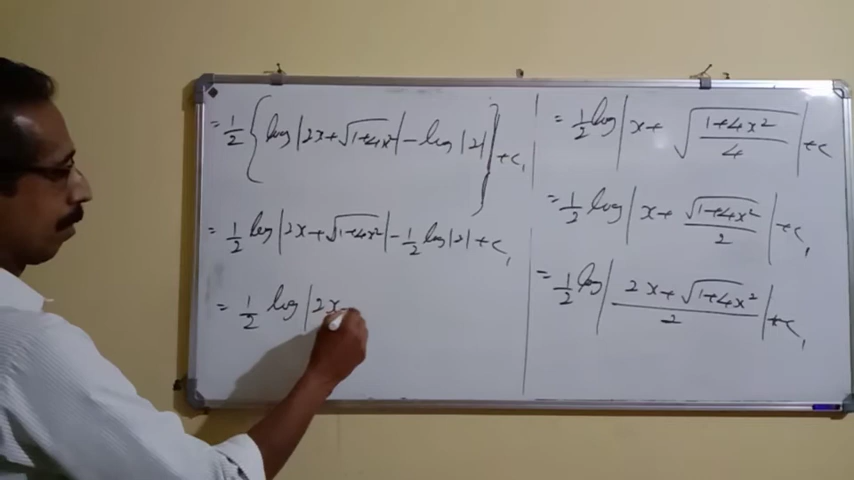 = 1/2 { log |2x+√(1+4x²)| - log |2| } + c₁
= 1/2 log |2x+√(1+4x²)| - 1/2 log |2| + c₁
= 1/2 log |2x
= 1/2 log | x + √((1+4x²)/4) | + c
= 1/2 log | x + √(1+4x²)/2 | + c₁
= 1/2 log | (2x+√(1+4x²))/2 | + c₁